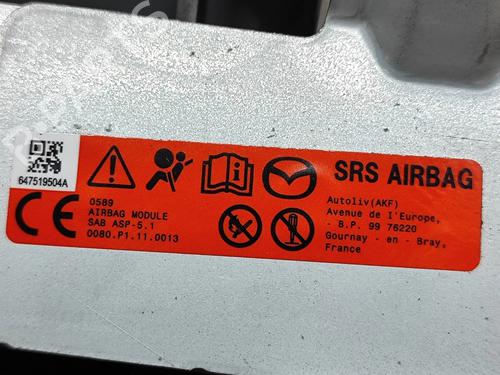 SRS AIRBAG
647519504A
CE
0589
AIRBAG MODULE
SAB ASP-5.1
0080.P1.11.0013
Autoliv(AKF)
Avenue de I'Europe,
- B.P. 99 76220
Gournay - en - Bray,
France